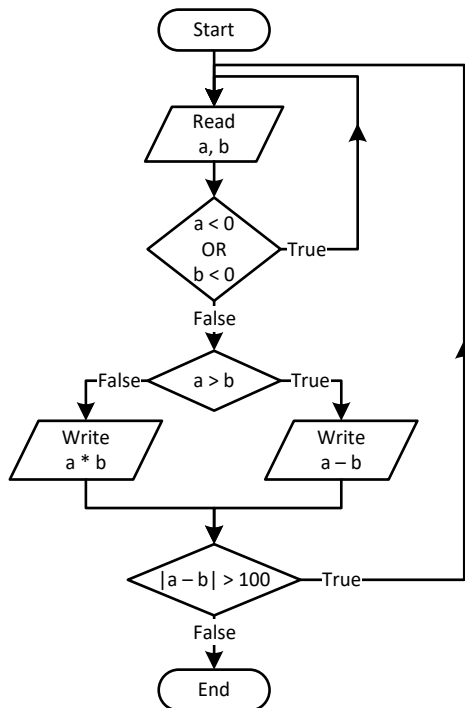 Start
Read
a, b
a < 0
OR
b < 0
True
False
False
a > b
True
Write
a * b
Write
a – b
|a – b| > 100
True
False
End